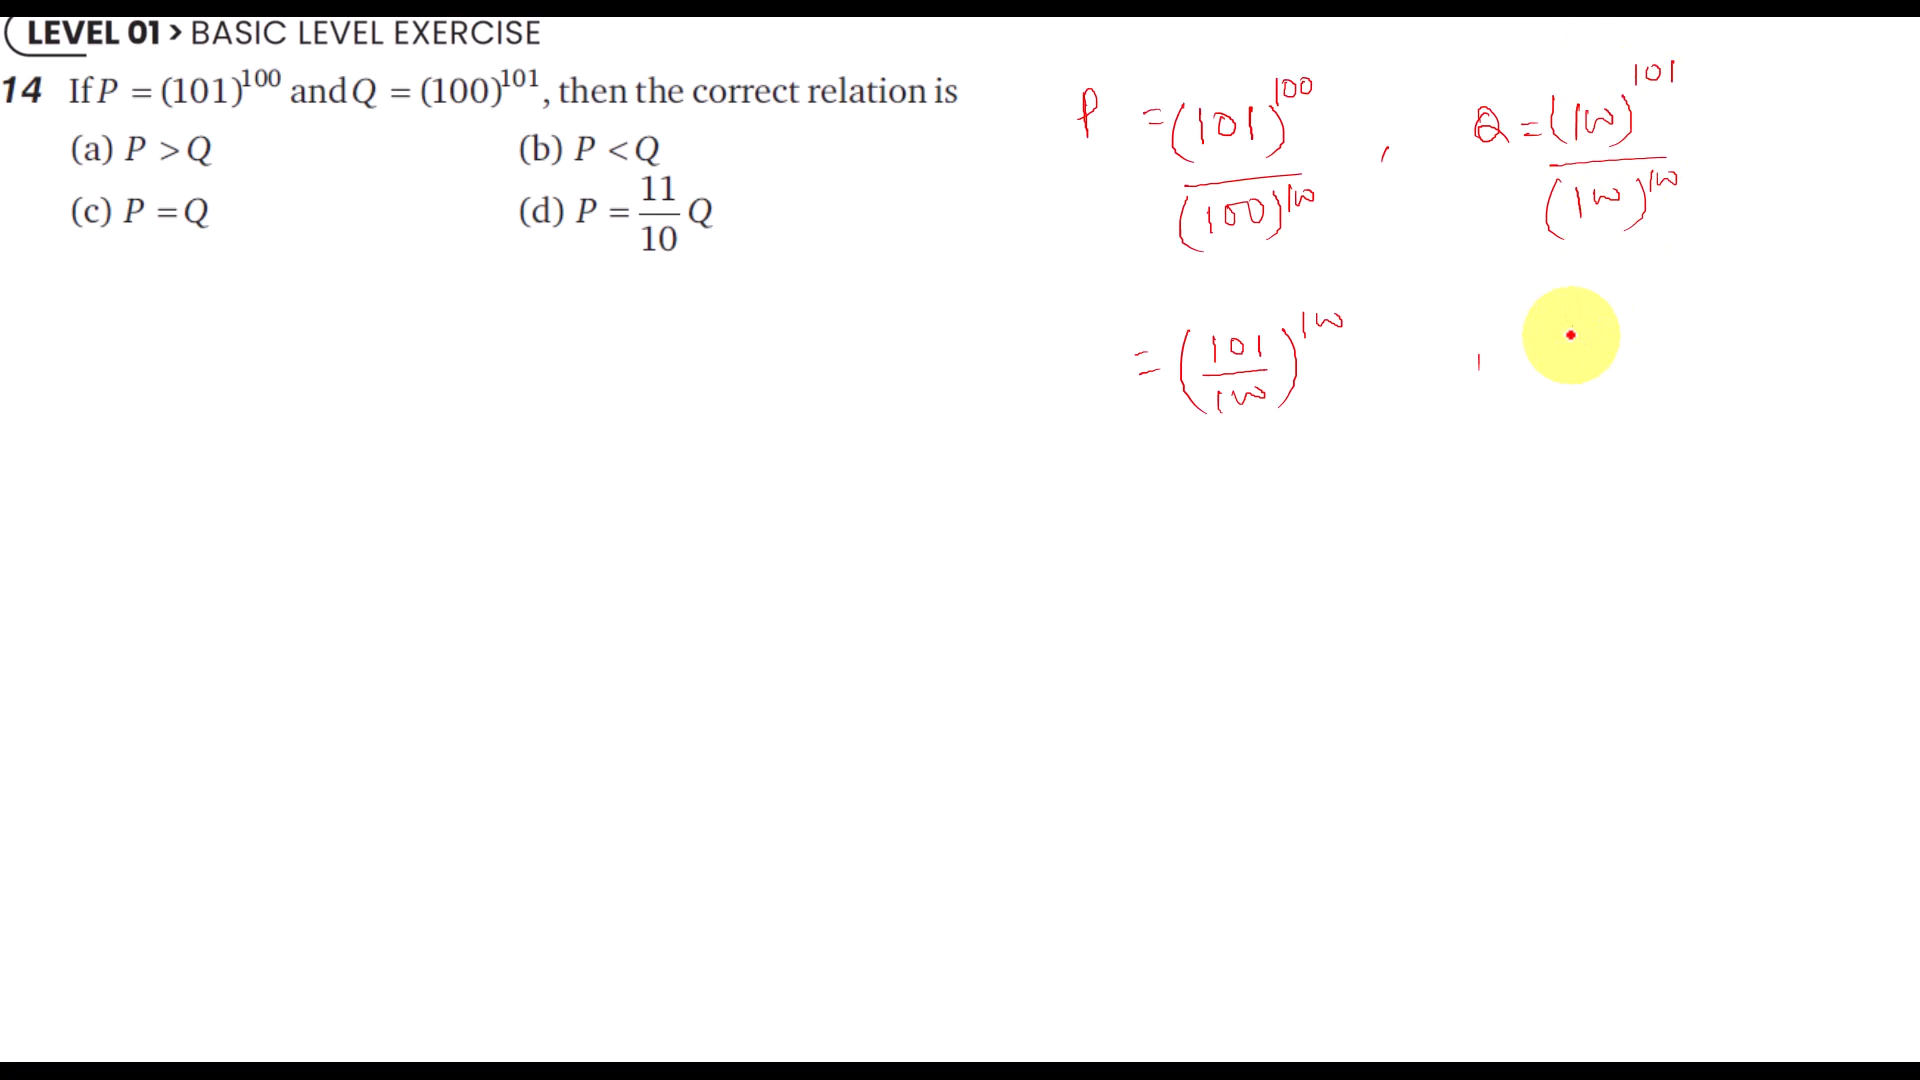 LEVEL 01 > BASIC LEVEL EXERCISE
14 If P = (101)^100 and Q = (100)^101, then the correct relation is
(a) P > Q (b) P < Q
(c) P = Q (d) P = 11/10 Q
P = (101)^100 / (100)^100 , Q = (100)^101 / (100)^100
= (101/100)^100 ,